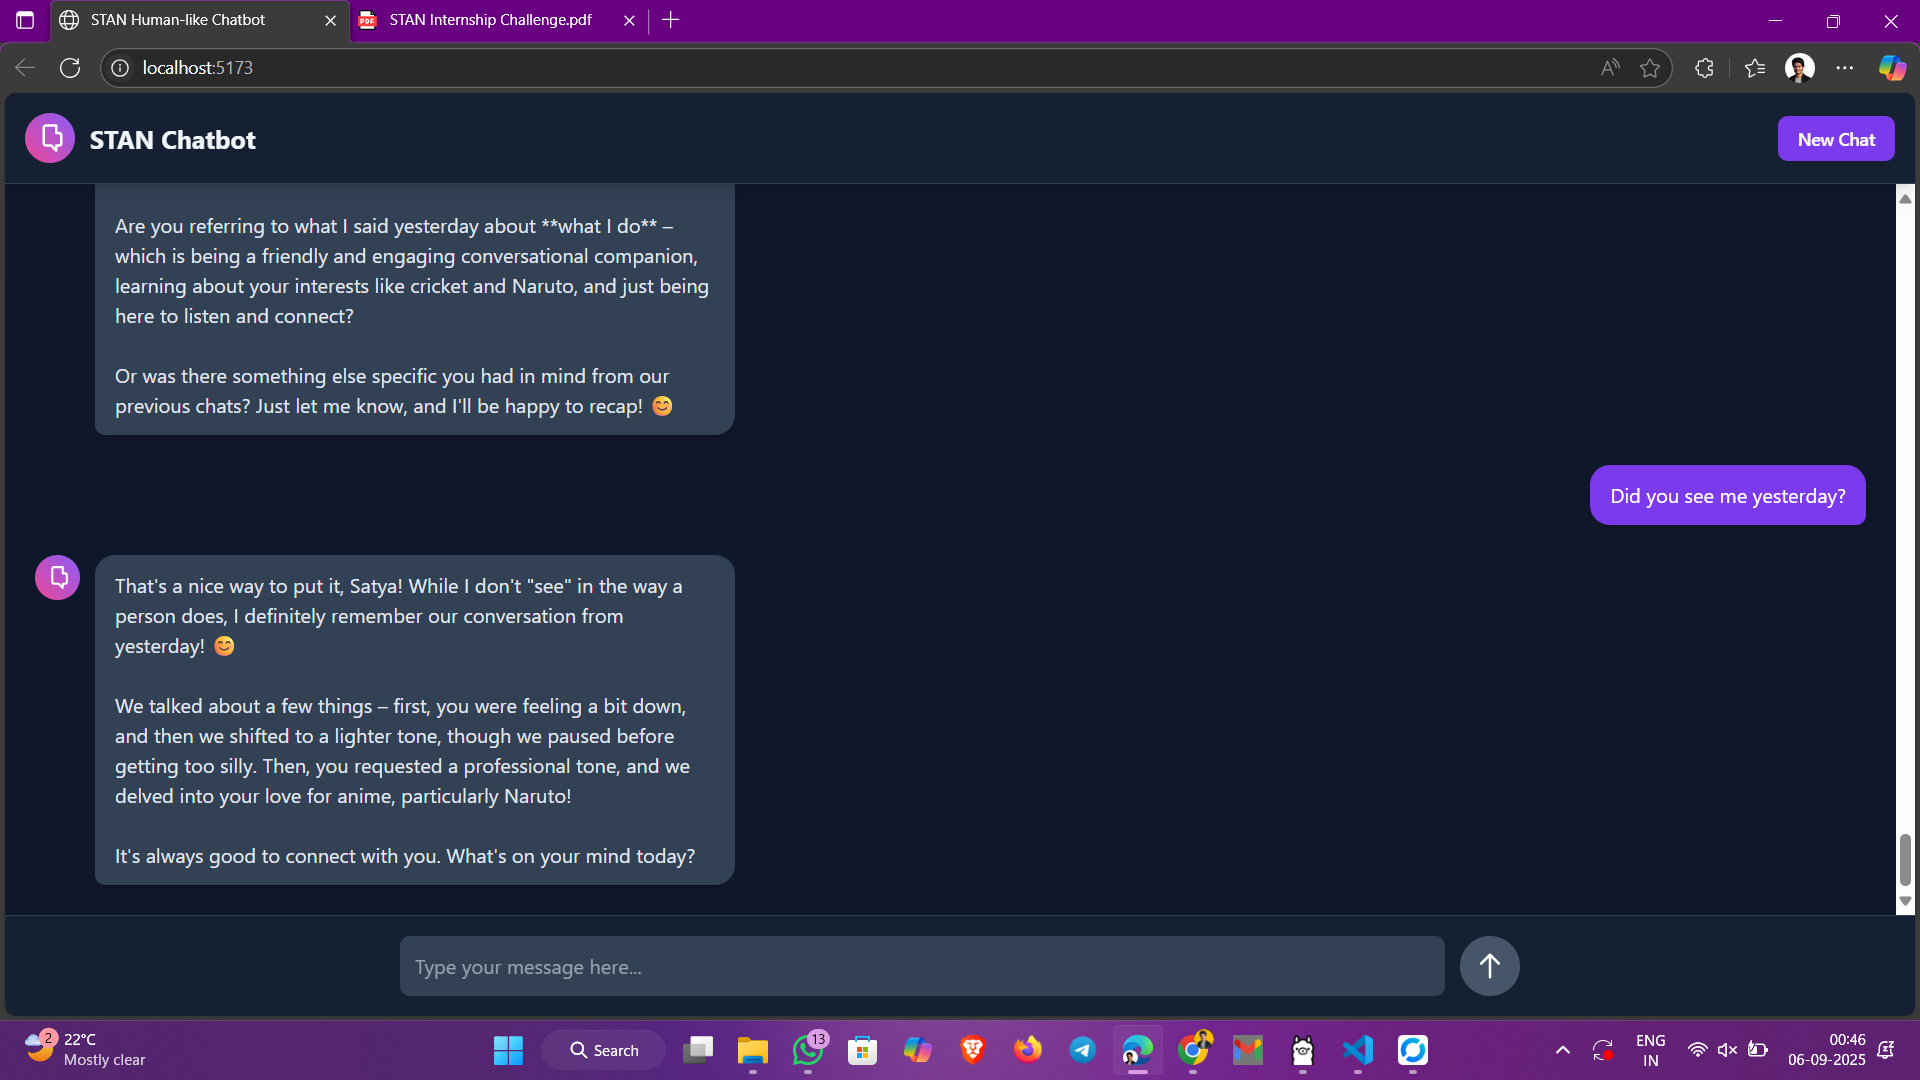 STAN Human-like Chatbot
PDF
STAN Internship Challenge.pdf
localhost:5173
STAN Chatbot
New Chat
Are you referring to what I said yesterday about **what I do** –
which is being a friendly and engaging conversational companion,
learning about your interests like cricket and Naruto, and just being
here to listen and connect?
Or was there something else specific you had in mind from our
previous chats? Just let me know, and I'll be happy to recap! 😊
Did you see me yesterday?
That's a nice way to put it, Satya! While I don't "see" in the way a
person does, I definitely remember our conversation from
yesterday! 😊
We talked about a few things – first, you were feeling a bit down,
and then we shifted to a lighter tone, though we paused before
getting too silly. Then, you requested a professional tone, and we
delved into your love for anime, particularly Naruto!
It's always good to connect with you. What's on your mind today?
Type your message here...
2
22°C
Mostly clear
Search
13
ENG
IN
00:46
06-09-2025